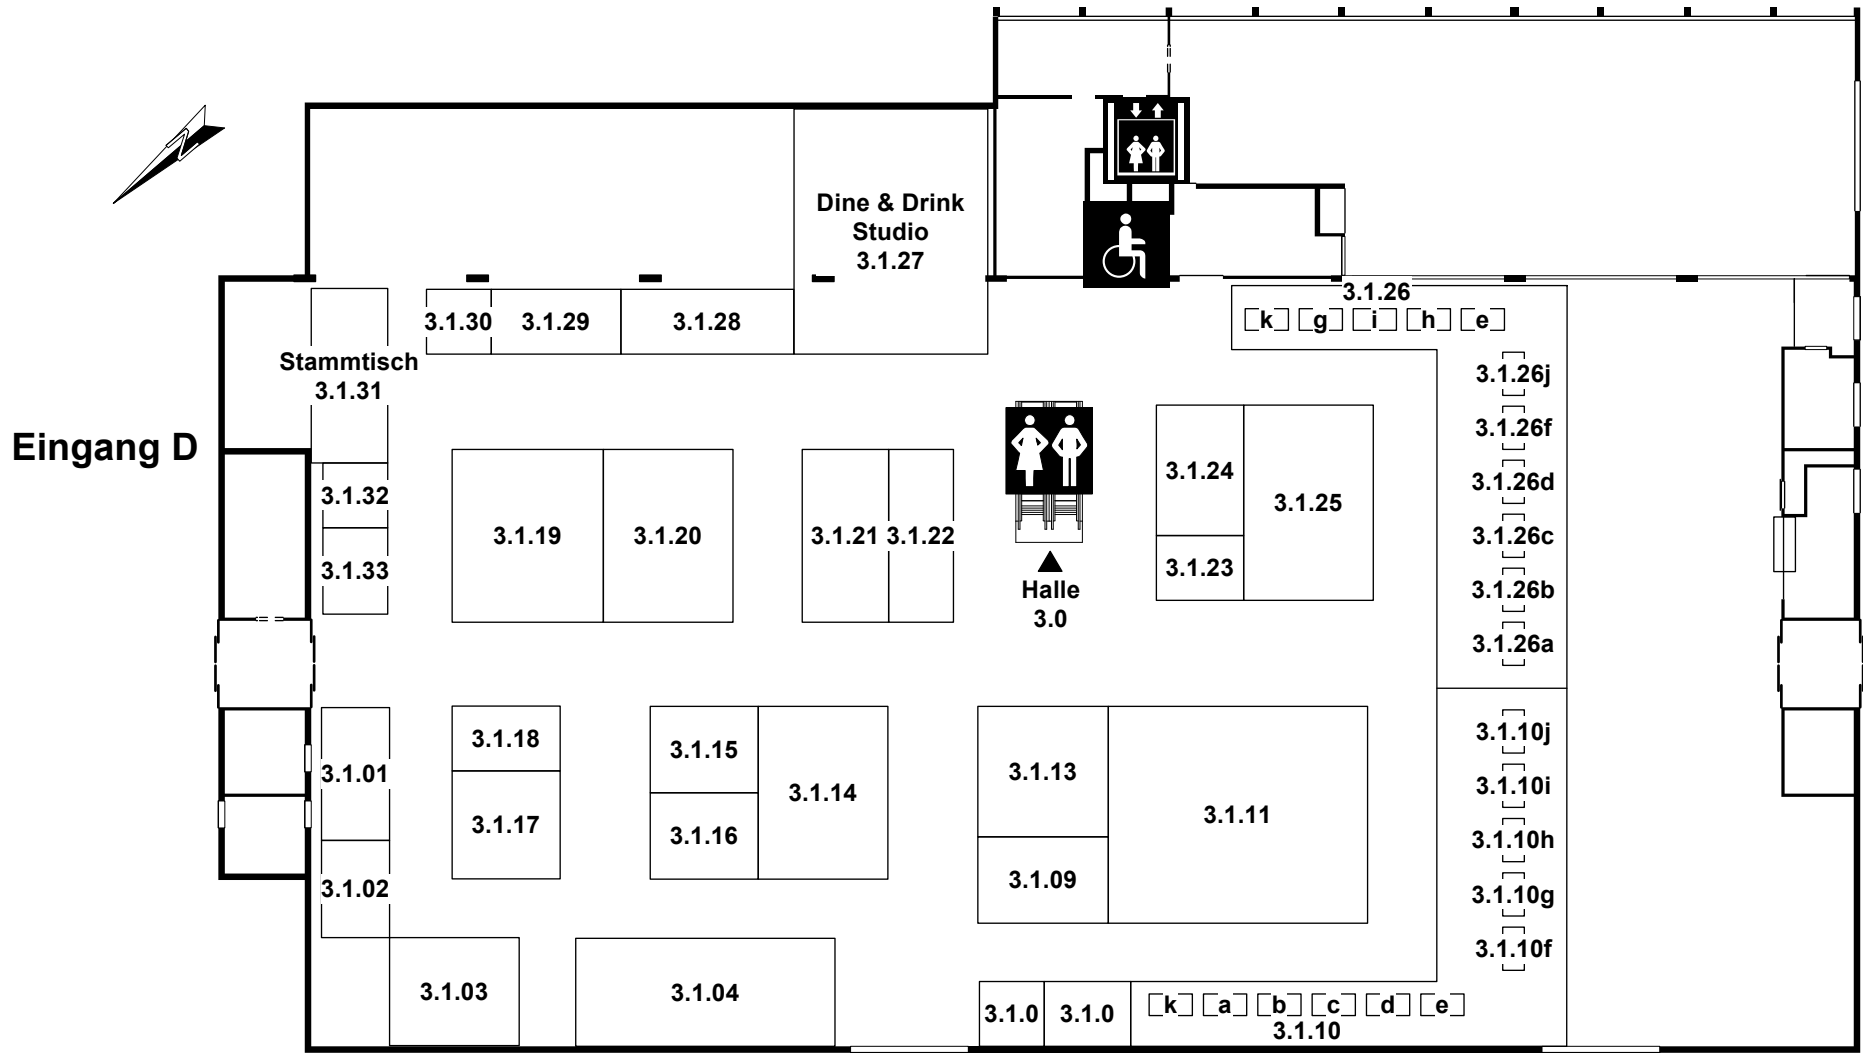 Dine & Drink
Studio
3.1.27
3.1.26
k g i h e
3.1.30 3.1.29 3.1.28
Stammtisch
3.1.31
3.1.26j
3.1.26f
Eingang D
3.1.24
3.1.26d
3.1.32
3.1.25
3.1.19 3.1.20 3.1.21 3.1.22
3.1.26c
3.1.33
3.1.23
Halle
3.0
3.1.26b
3.1.26a
3.1.18
3.1.15
3.1.10j
3.1.01
3.1.13
3.1.10i
3.1.14
3.1.11
3.1.17
3.1.16
3.1.10h
3.1.02
3.1.09
3.1.10g
3.1.10f
3.1.03
3.1.04
3.1.0 3.1.0
k a b c d e
3.1.10